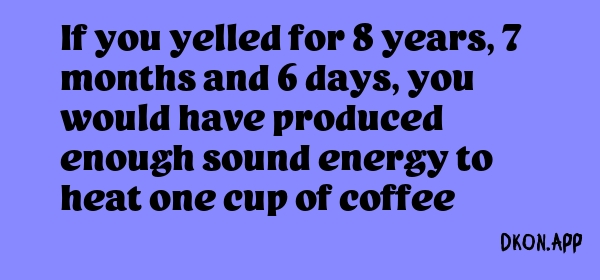 If you yelled for 8 years, 7
months and 6 days, you
would have produced
enough sound energy to
heat one cup of coffee
DKON.APP